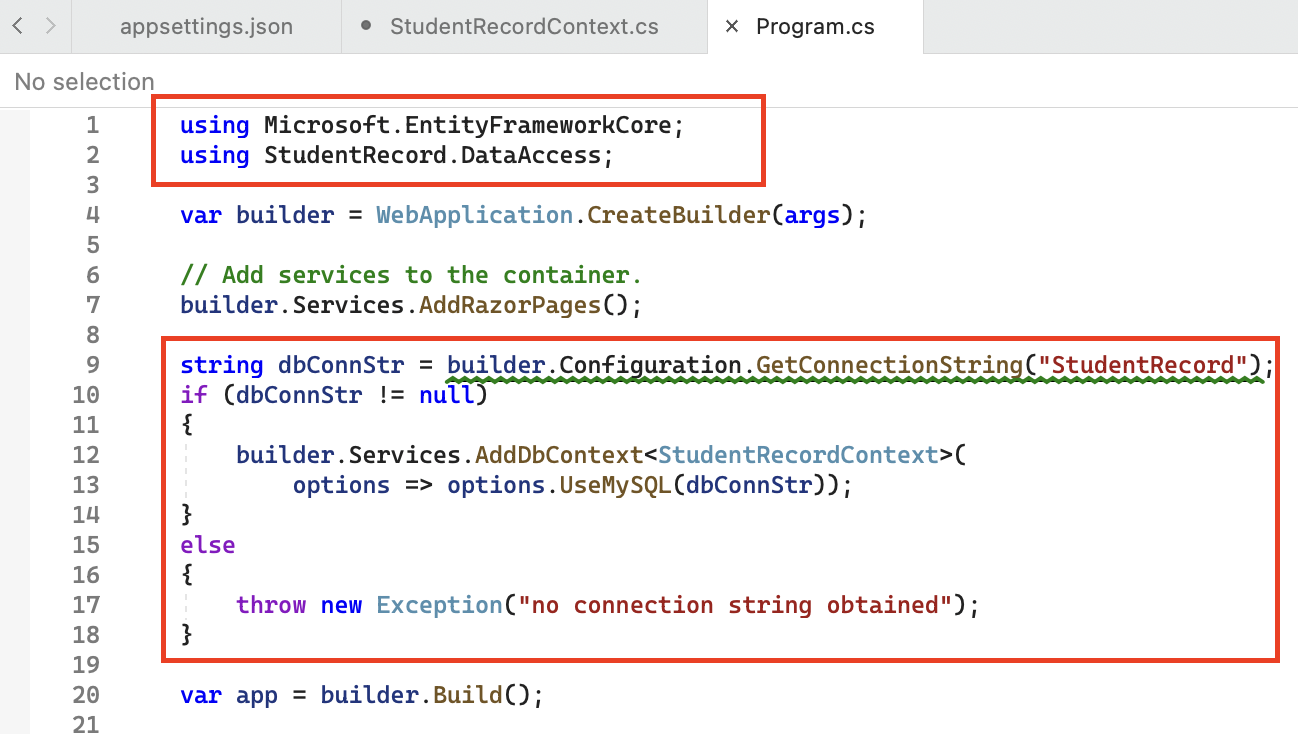 appsettings.json
StudentRecordContext.cs
Program.cs
No selection
1 using Microsoft.EntityFrameworkCore;
2 using StudentRecord.DataAccess;
3
4 var builder = WebApplication.CreateBuilder(args);
5
6 // Add services to the container.
7 builder.Services.AddRazorPages();
8
9 string dbConnStr = builder.Configuration.GetConnectionString("StudentRecord");
10 if (dbConnStr != null)
11 {
12     builder.Services.AddDbContext<StudentRecordContext>(
13         options => options.UseMySQL(dbConnStr));
14 }
15 else
16 {
17     throw new Exception("no connection string obtained");
18 }
19
20 var app = builder.Build();
21